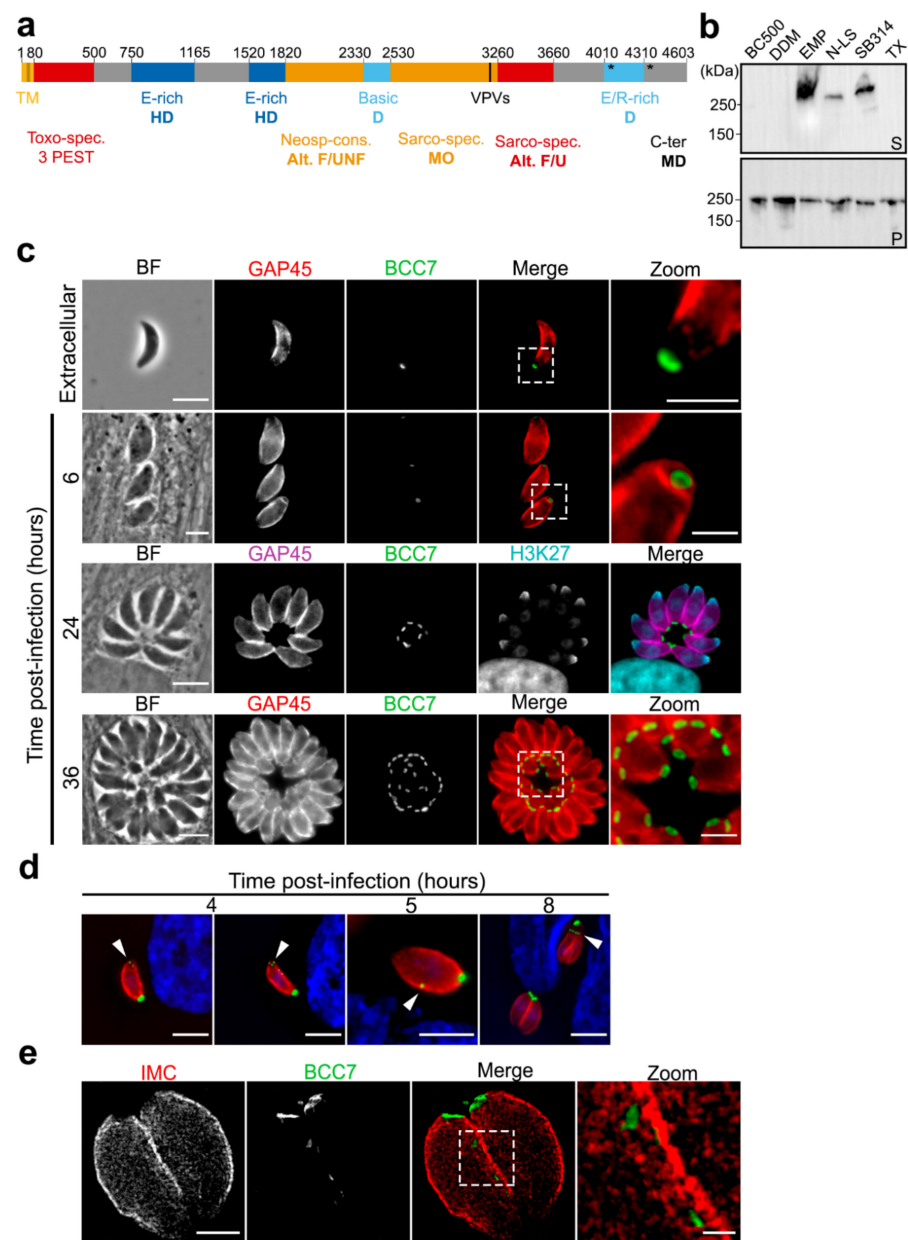 a
1 80 500 750 1165 1520 1820 2330 2530 3260 3660 4010 4310 4603
* *
TM E-rich E-rich Basic VPVs E/R-rich
HD HD D D
Toxo-spec. Neosp-cons. Sarco-spec. Sarco-spec. C-ter
3 PEST Alt. F/UNF MO Alt. F/U MD
b
BC500 DDM EMP N-LS SB314 TX
(kDa)
250
150
S
250
150
P
c
BF GAP45 BCC7 Merge Zoom
Extracellular
Time post-infection (hours)
6
BF GAP45 BCC7 H3K27 Merge
24
BF GAP45 BCC7 Merge Zoom
36
d
Time post-infection (hours)
4 5 8
e
IMC BCC7 Merge Zoom